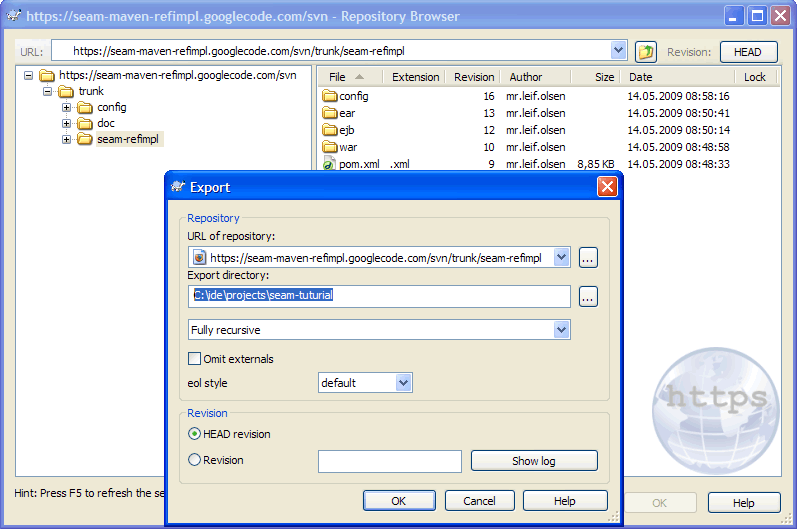 https://seam-maven-refimpl.googlecode.com/svn - Repository Browser
URL: https://seam-maven-refimpl.googlecode.com/svn/trunk/seam-refimpl Revision: HEAD
https://seam-maven-refimpl.googlecode.com/svn
trunk
config
doc
seam-refimpl
File Extension Revision Author Size Date Lock
config 16 mr.leif.olsen 14.05.2009 08:58:16
ear 13 mr.leif.olsen 14.05.2009 08:50:41
ejb 12 mr.leif.olsen 14.05.2009 08:50:14
war 10 mr.leif.olsen 14.05.2009 08:48:58
pom.xml .xml 9 mr.leif.olsen 8,85 KB 14.05.2009 08:48:33
Export
Repository
URL of repository:
https://seam-maven-refimpl.googlecode.com/svn/trunk/seam-refimpl ...
Export directory:
C:\ide\projects\seam-tuturial ...
Fully recursive
Omit externals
eol style default
Revision
HEAD revision
Revision Show log
OK Cancel Help
https
Hint: Press F5 to refresh the se
OK Help